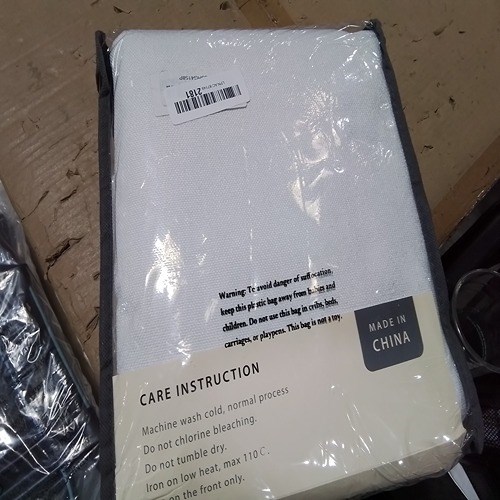 2181
Warning: To avoid danger of suffocation,
keep this plastic bag away from babies and
children. Do not use this bag in cribs, beds,
carriages, or playpens. This bag is not a toy.
MADE IN
CHINA
CARE INSTRUCTION
Machine wash cold, normal process
Do not chlorine bleaching.
Do not tumble dry.
Iron on low heat, max 110C.
on the front only.